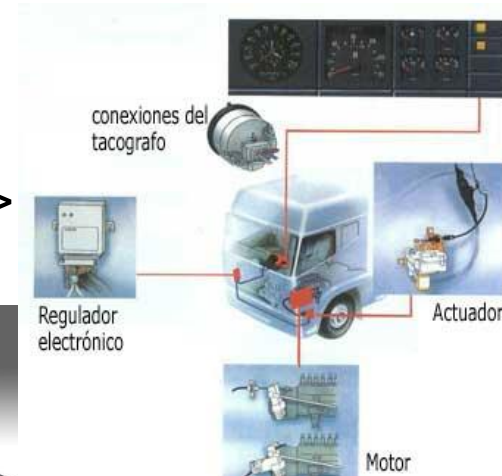 conexiones del
tacografo
>
Regulador
electrónico
Actuador
Motor